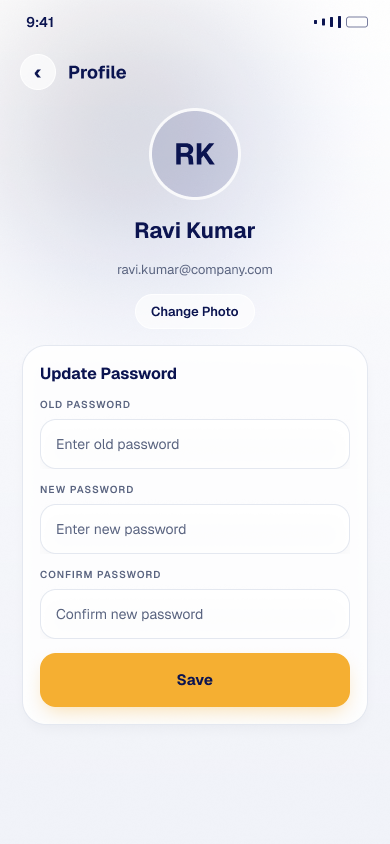 9:41
‹ Profile
RK
Ravi Kumar
ravi.kumar@company.com
Change Photo
Update Password
OLD PASSWORD
Enter old password
NEW PASSWORD
Enter new password
CONFIRM PASSWORD
Confirm new password
Save